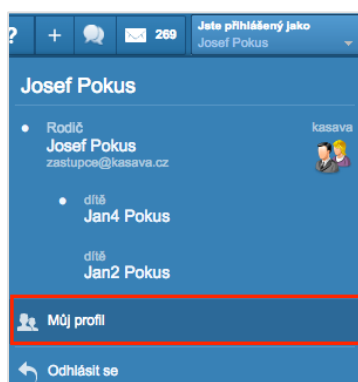 ?
+
269
Jste přihlášený jako
Josef Pokus
Josef Pokus
Rodič
kasava
Josef Pokus
zastupce@kasava.cz
dítě
Jan4 Pokus
dítě
Jan2 Pokus
Můj profil
Odhlásit se